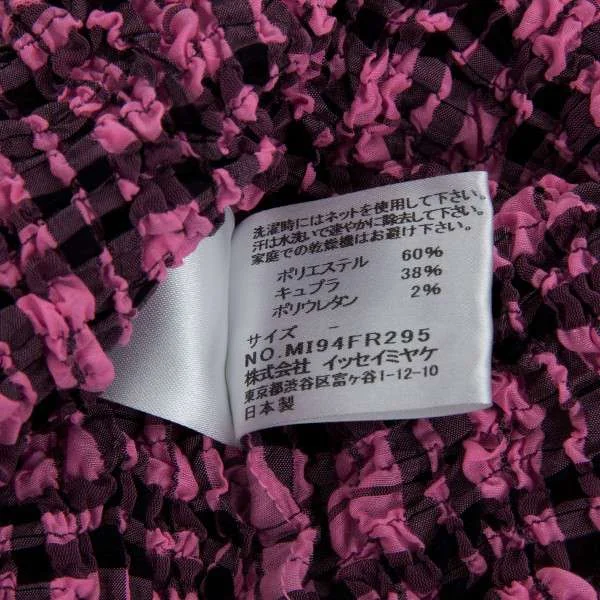 洗濯時にはネットを使用して下さい。
汗は水洗いで速やかに除去して下さい。
家庭での乾燥機はお避け下さい。
ポリエステル 60%
キュプラ 38%
ポリウレタン 2%
サイズ -
NO.MI94FR295
株式会社 イッセイミヤケ
東京都渋谷区富ヶ谷1-12-10
日本製